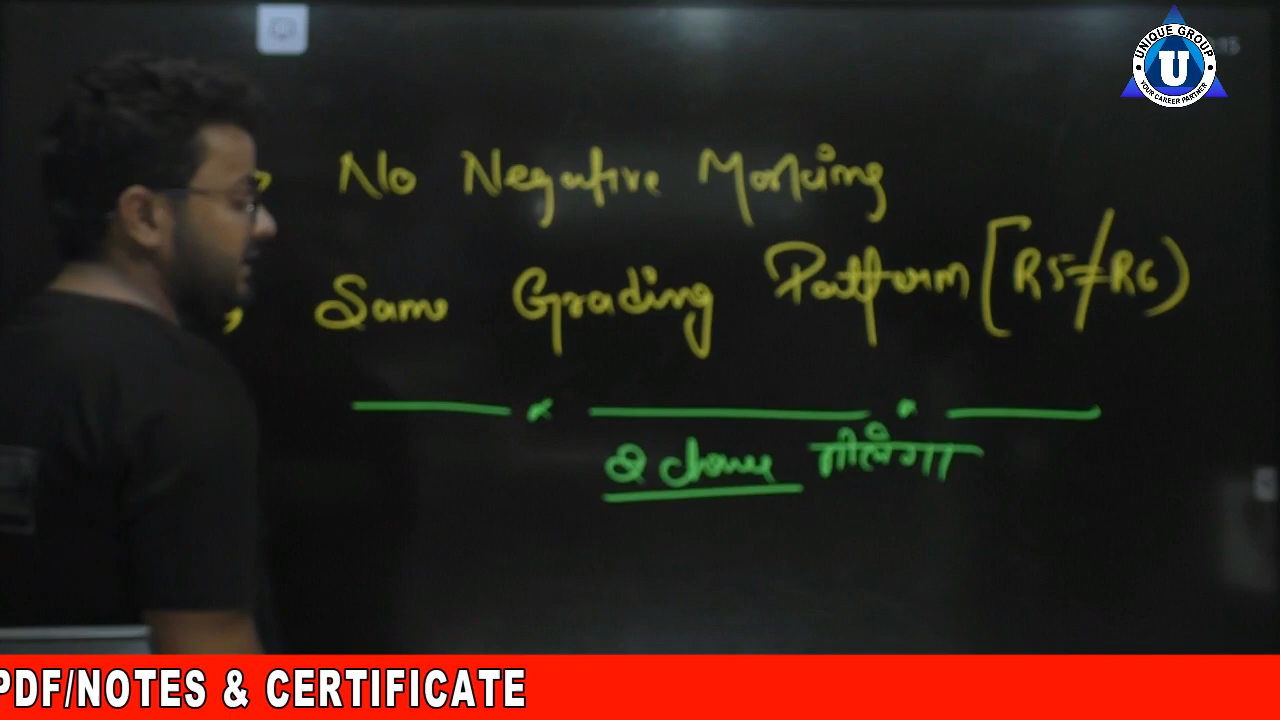 UNIQUE GROUP
U
YOUR CAREER PARTNER
No Negative Marking
Same Grading Pattern (R5≠R6)
2 chance मीलेगा
PDF/NOTES & CERTIFICATE